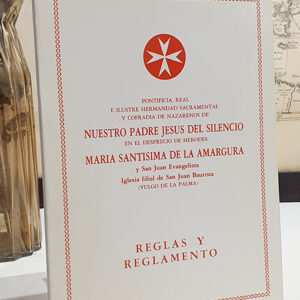 PONTIFICIA, REAL
E ILUSTRE HERMANDAD SACRAMENTAL
Y COFRADIA DE NAZARENOS DE
NUESTRO PADRE JESUS DEL SILENCIO
EN EL DESPRECIO DE HERODES
MARIA SANTISIMA DE LA AMARGURA
y San Juan Evangelista
Iglesia filial de San Juan Bautista
(VULGO DE LA PALMA)
REGLAS Y
REGLAMENTO